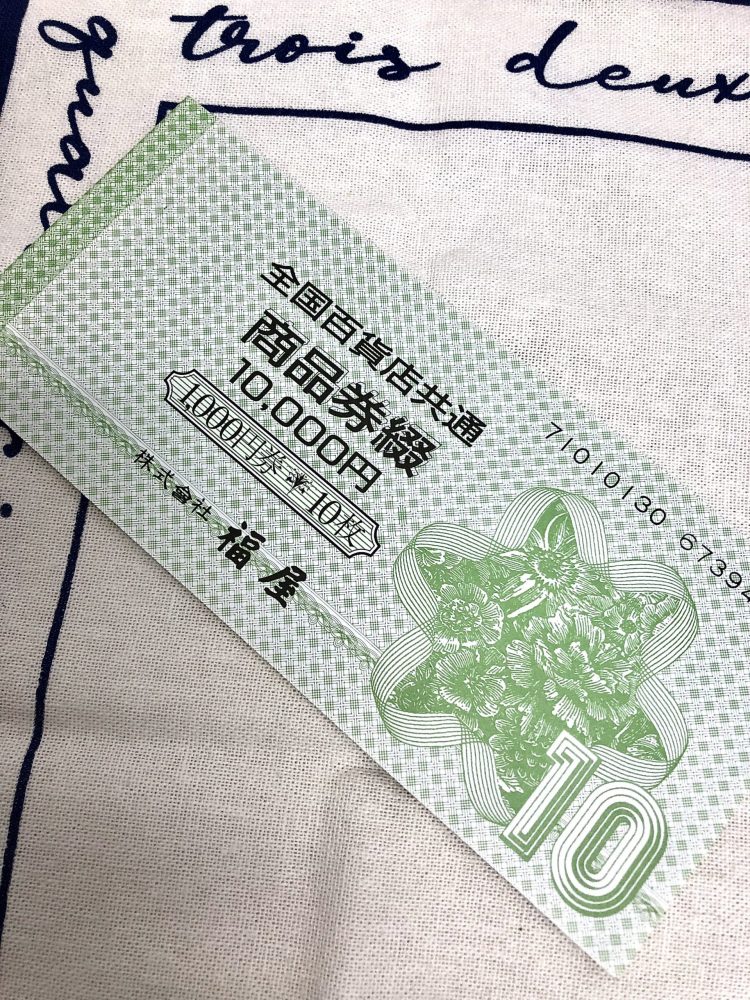 trois deux
全国百貨店共通
商品券綴
10,000円
1,000円券 10枚
株式會社 福屋
71010130 67394
10